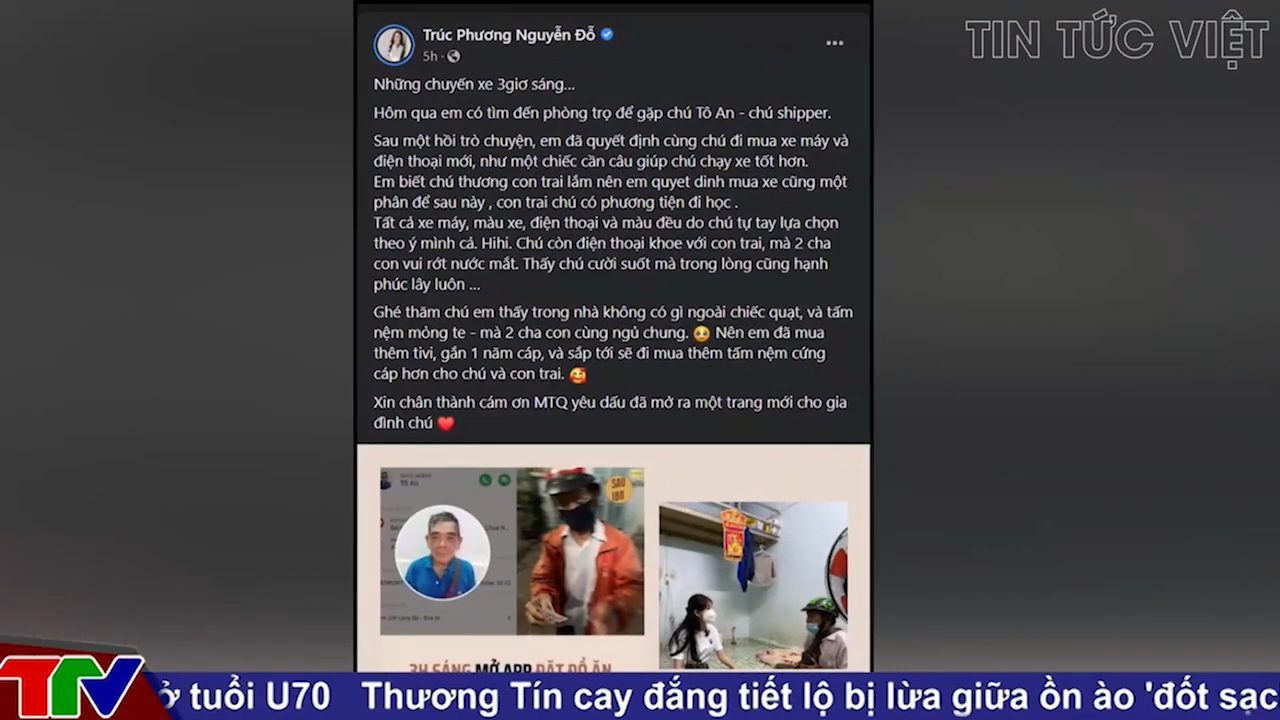 TIN TỨC VIỆT
Trúc Phương Nguyễn Đỗ
5h
Những chuyến xe 3giơ sáng...
Hôm qua em có tìm đến phòng trọ để gặp chú Tô An - chú shipper.
Sau một hồi trò chuyện, em đã quyết định cùng chú đi mua xe máy và
điện thoại mới, như một chiếc cần câu giúp chú chạy xe tốt hơn.
Em biết chú thương con trai lắm nên em quyet dinh mua xe cũng một
phân để sau này , con trai chú có phương tiện đi học .
Tất cả xe máy, màu xe, điện thoại và màu đều do chú tự tay lựa chọn
theo ý mình cả. Hihi. Chú còn điện thoại khoe với con trai, mà 2 cha
con vui rớt nước mắt. Thấy chú cười suốt mà trong lòng cũng hạnh
phúc lây luôn ...
Ghé thăm chú em thấy trong nhà không có gì ngoài chiếc quạt, và tấm
nệm mỏng te - mà 2 cha con cùng ngủ chung. 🥹 Nên em đã mua
thêm tivi, gắn 1 năm cáp, và sắp tới sẽ đi mua thêm tấm nệm cứng
cáp hơn cho chú và con trai. 🥰
Xin chân thành cám ơn MTQ yêu dấu đã mở ra một trang mới cho gia
đình chú ❤️
Tô An
SAU
10H
3H SÁNG MỞ APP ĐẶT ĐỒ ĂN
TTV
ở tuổi U70 Thương Tín cay đắng tiết lộ bị lừa giữa ồn ào 'đốt sạc